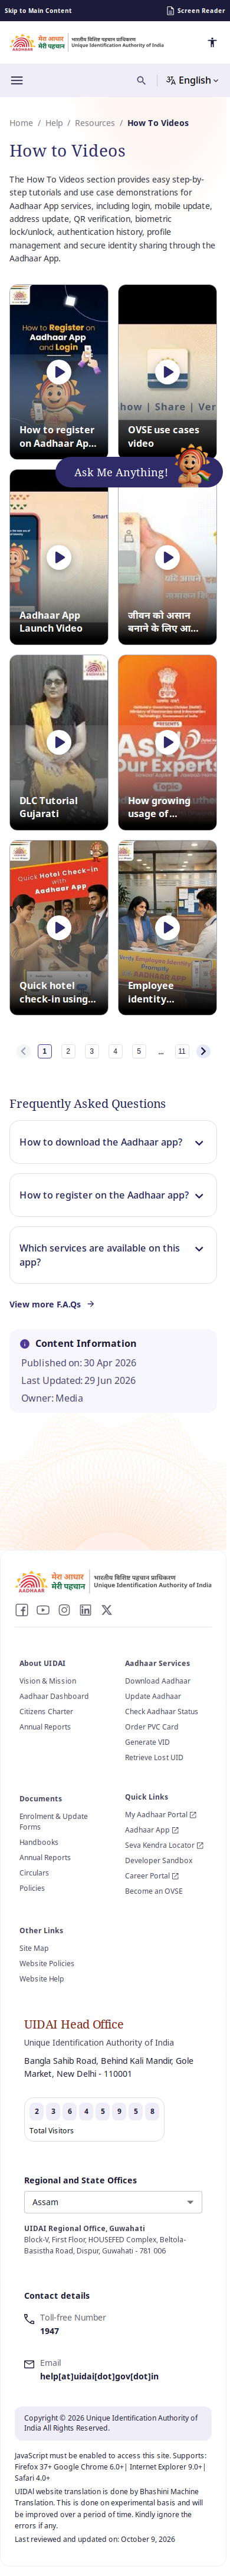 Skip to Main Content
Screen Reader
मेरा आधार
मेरी पहचान
भारतीय विशिष्ट पहचान प्राधिकरण
Unique Identification Authority of India
English
Home / Help / Resources / How To Videos
How to Videos
The How To Videos section provides easy step-by-
step tutorials and use case demonstrations for
Aadhaar App services, including login, mobile update,
address update, QR verification, biometric
lock/unlock, authentication history, profile
management and secure identity sharing through the
Aadhaar App.
How to Register
on Aadhaar App
and Login
How to register
on Aadhaar Ap...
how | Share | Ver
OVSE use cases
video
Ask Me Anything!
Smart
Aadhaar App
Launch Video
जीवन को असान
बनाने के लिए आ...
DLC Tutorial
Gujarati
Ask
Our Experts
How growing
usage of...
Quick Hotel Check-in
with
Aadhaar App
Quick hotel
check-in using...
Verify Employee Identity
Promptly
AADHAAR APP
Employee
identity...
1 2 3 4 5 ... 11
Frequently Asked Questions
How to download the Aadhaar app?
How to register on the Aadhaar app?
Which services are available on this
app?
View more F.A.Qs
Content Information
Published on: 30 Apr 2026
Last Updated: 29 Jun 2026
Owner: Media
मेरा आधार
मेरी पहचान
भारतीय विशिष्ट पहचान प्राधिकरण
Unique Identification Authority of India
About UIDAI
Vision & Mission
Aadhaar Dashboard
Citizens Charter
Annual Reports
Aadhaar Services
Download Aadhaar
Update Aadhaar
Check Aadhaar Status
Order PVC Card
Generate VID
Retrieve Lost UID
Documents
Enrolment & Update
Forms
Handbooks
Annual Reports
Circulars
Policies
Quick Links
My Aadhaar Portal
Aadhaar App
Seva Kendra Locator
Developer Sandbox
Career Portal
Become an OVSE
Other Links
Site Map
Website Policies
Website Help
UIDAI Head Office
Unique Identification Authority of India
Bangla Sahib Road, Behind Kali Mandir, Gole
Market, New Delhi - 110001
2 3 6 4 5 9 5 8
Total Visitors
Regional and State Offices
Assam
UIDAI Regional Office, Guwahati
Block-V, First Floor, HOUSEFED Complex, Beltola-
Basistha Road, Dispur, Guwahati - 781 006
Contact details
Toll-free Number
1947
Email
help[at]uidai[dot]gov[dot]in
Copyright © 2026 Unique Identification Authority of
India All Rights Reserved.
JavaScript must be enabled to access this site. Supports:
Firefox 37+ Google Chrome 6.0+| Internet Explorer 9.0+|
Safari 4.0+
UIDAI website translation is done by Bhashini Machine
Translation. This is done on experimental basis and will
be improved over a period of time. Kindly ignore the
errors if any.
Last reviewed and updated on: October 9, 2026